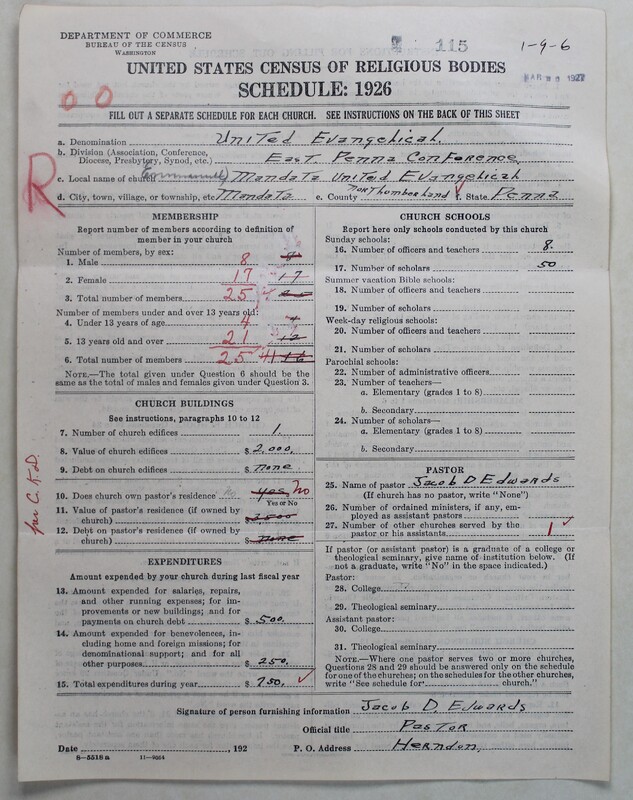 DEPARTMENT OF COMMERCE
BUREAU OF THE CENSUS
WASHINGTON
115
1-9-6
UNITED STATES CENSUS OF RELIGIOUS BODIES
SCHEDULE: 1926
0 0
FILL OUT A SEPARATE SCHEDULE FOR EACH CHURCH. SEE INSTRUCTIONS ON THE BACK OF THIS SHEET
R
a. Denomination United Evangelical.
b. Division (Association, Conference, Diocese, Presbytery, Synod, etc.) East Penna Conference
c. Local name of church (Emmanuel) Mandata United Evangelical
d. City, town, village, or township, etc. Mandata e. County Northumberland f. State Penna
MEMBERSHIP
Report number of members according to definition of member in your church
Number of members, by sex:
1. Male 8
2. Female 17 17
3. Total number of members 25
Number of members under and over 13 years old:
4. Under 13 years of age 4
5. 13 years old and over 21
6. Total number of members 25 41
NOTE.—The total given under Question 6 should be the same as the total of males and females given under Question 3.
CHURCH BUILDINGS
See instructions, paragraphs 10 to 12
7. Number of church edifices 1.
8. Value of church edifices $ 2,000.
9. Debt on church edifices $ none
10. Does church own pastor's residence No yes No
Yes or No
11. Value of pastor's residence (if owned by church) $ 3500
12. Debt on pastor's residence (if owned by church) $ none
per C. K. D.
EXPENDITURES
Amount expended by your church during last fiscal year
13. Amount expended for salaries, repairs, and other running expenses; for improvements or new buildings; and for payments on church debt $ 500.
14. Amount expended for benevolences, including home and foreign missions; for denominational support; and for all other purposes $ 250.
15. Total expenditures during year $ 750.
CHURCH SCHOOLS
Report here only schools conducted by this church
Sunday schools:
16. Number of officers and teachers 8.
17. Number of scholars 50
Summer vacation Bible schools:
18. Number of officers and teachers
19. Number of scholars
Week-day religious schools:
20. Number of officers and teachers
21. Number of scholars
Parochial schools:
22. Number of administrative officers
23. Number of teachers—
a. Elementary (grades 1 to 8)
b. Secondary
24. Number of scholars—
a. Elementary (grades 1 to 8)
b. Secondary
PASTOR
25. Name of pastor Jacob D Edwards
(If church has no pastor, write "None")
26. Number of ordained ministers, if any, employed as assistant pastors
27. Number of other churches served by the pastor or his assistants 1
If pastor (or assistant pastor) is a graduate of a college or theological seminary, give name of institution below. (If not a graduate, write "No" in the space indicated.)
Pastor:
28. College
29. Theological seminary
Assistant pastor:
30. College
31. Theological seminary
NOTE.—Where one pastor serves two or more churches, Questions 28 and 29 should be answered only on the schedule for one of the churches; on the schedules for the other churches, write "See schedule for church."
Signature of person furnishing information Jacob D. Edwards
Official title Pastor
Date , 192 P. O. Address Herndon.
8—5518 a 11—9664